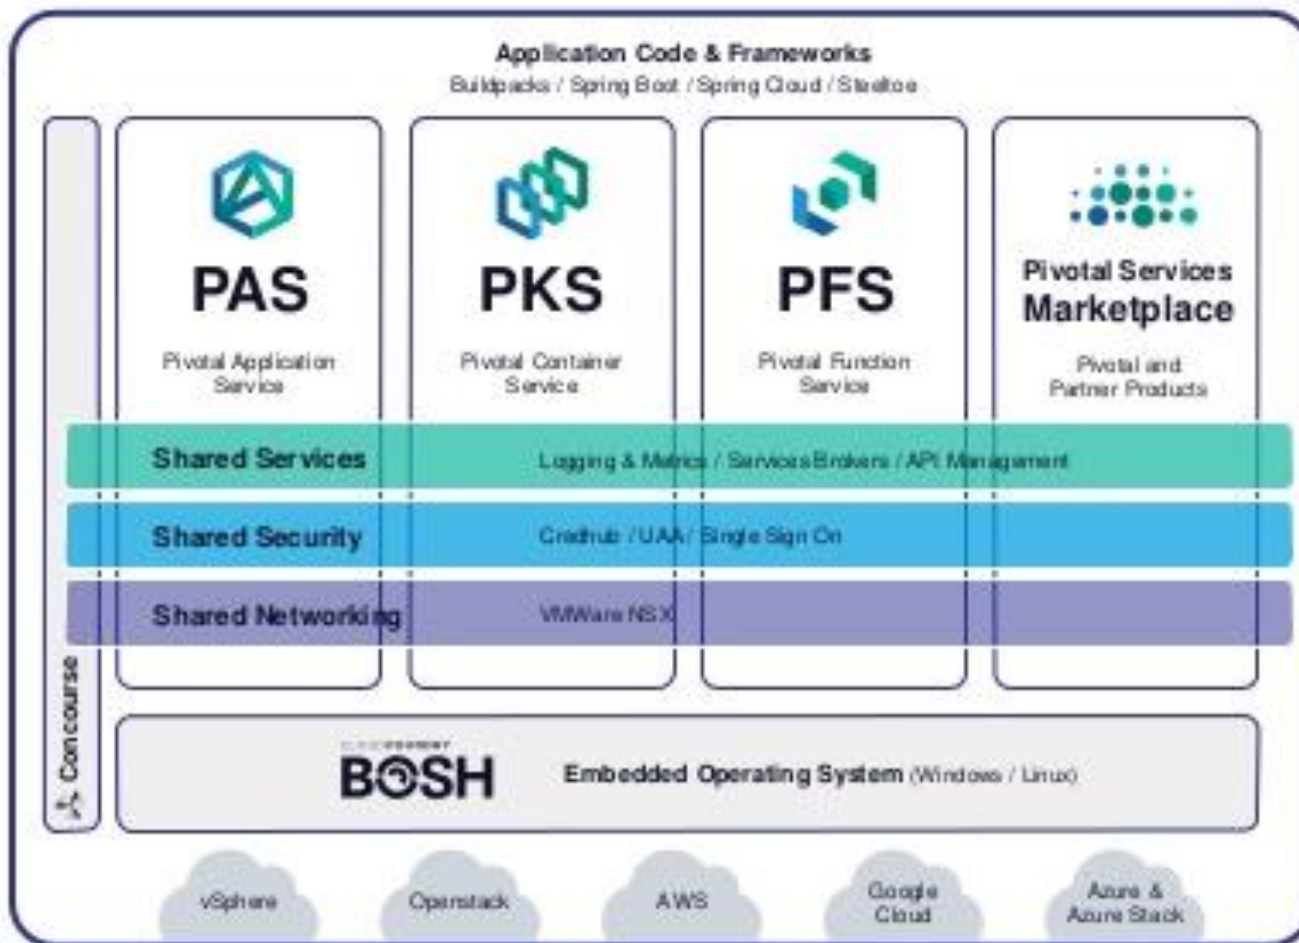 Application Code & Frameworks
Buildpacks / Spring Boot / Spring Cloud / Steeltoe
PAS
Pivotal Application
Service
PKS
Pivotal Container
Service
PFS
Pivotal Function
Service
Pivotal Services
Marketplace
Pivotal and
Partner Products
Shared Services
Logging & Metrics / Services Brokers / API Management
Shared Security
Credhub / UAA / Single Sign On
Shared Networking
VMWare NSX
Concourse
CLOUD FOUNDRY
BOSH
Embedded Operating System (Windows / Linux)
vSphere
Openstack
AWS
Google
Cloud
Azure &
Azure Stack